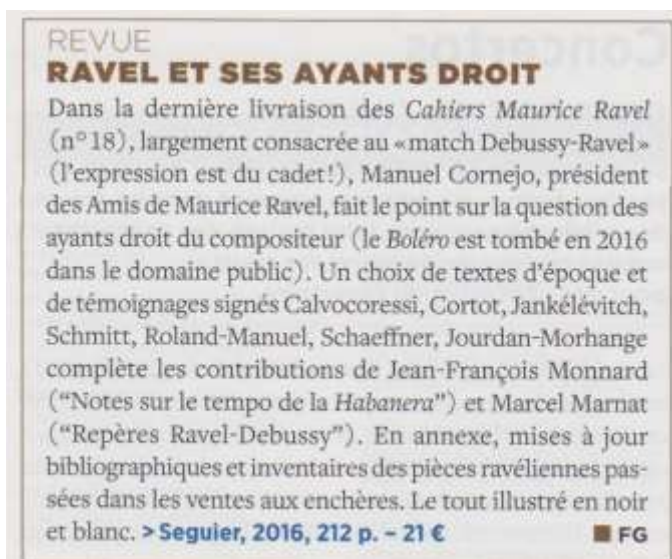 REVUE
RAVEL ET SES AYANTS DROIT
Dans la dernière livraison des Cahiers Maurice Ravel
(n° 18), largement consacrée au «match Debussy-Ravel»
(l'expression est du cadet!), Manuel Cornejo, président
des Amis de Maurice Ravel, fait le point sur la question des
ayants droit du compositeur (le Boléro est tombé en 2016
dans le domaine public). Un choix de textes d'époque et
de témoignages signés Calvocoressi, Cortot, Jankélévitch,
Schmitt, Roland-Manuel, Schaeffner, Jourdan-Morhange
complète les contributions de Jean-François Monnard
("Notes sur le tempo de la Habanera") et Marcel Marnat
("Repères Ravel-Debussy"). En annexe, mises à jour
bibliographiques et inventaires des pièces ravéliennes pas-
sées dans les ventes aux enchères. Le tout illustré en noir
et blanc. > Seguier, 2016, 212 p. – 21 € ■ FG